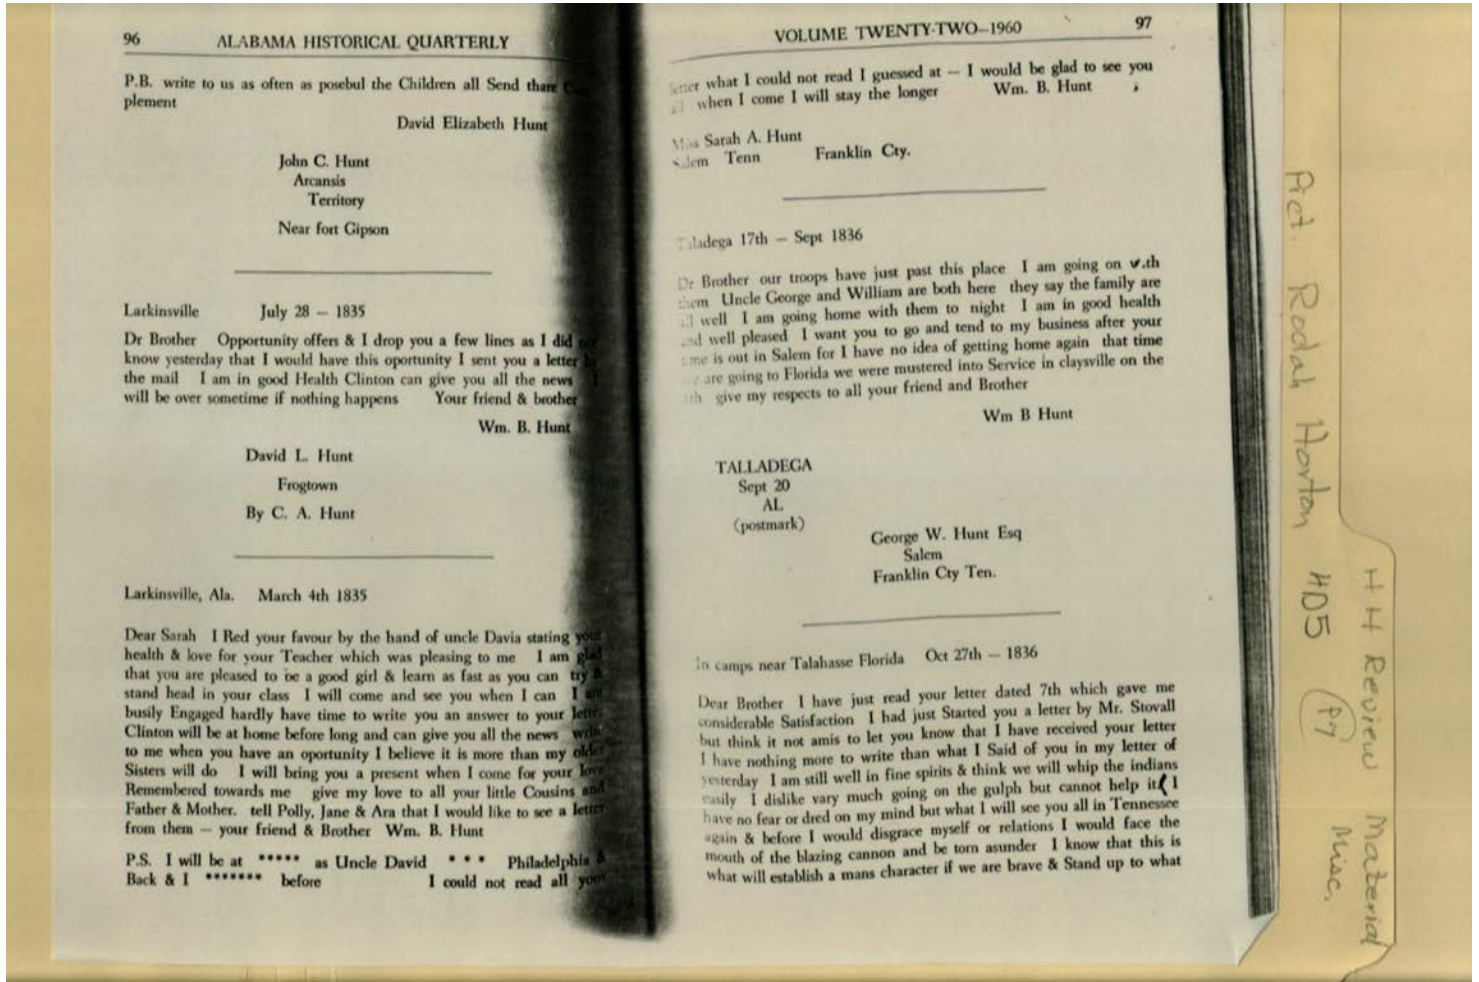 96 ALABAMA HISTORICAL QUARTERLY
P.B. write to us as often as posebul the Children all Send thare
plement
David Elizabeth Hunt
John C. Hunt
Arcansis
Territory
Near fort Gipson
Larkinsville July 28 — 1835
Dr Brother Opportunity offers & I drop you a few lines as I did
know yesterday that I would have this oportunity I sent you a letter
the mail I am in good Health Clinton can give you all the news
will be over sometime if nothing happens Your friend & brother
Wm. B. Hunt
David L. Hunt
Frogtown
By C. A. Hunt
Larkinsville, Ala. March 4th 1835
Dear Sarah I Red your favour by the hand of uncle Davia stating your
health & love for your Teacher which was pleasing to me I am glad
that you are pleased to be a good girl & learn as fast as you can try &
stand head in your class I will come and see you when I can I am
busily Engaged hardly have time to write you an answer to your letter
Clinton will be at home before long and can give you all the news write
to me when you have an oportunity I believe it is more than my older
Sisters will do I will bring you a present when I come for your love
Remembered towards me give my love to all your little Cousins and
Father & Mother. tell Polly, Jane & Ara that I would like to see a letter
from them — your friend & Brother Wm. B. Hunt
P.S. I will be at ***** as Uncle David * * * Philadelphia &
Back & I ******* before I could not read all your
VOLUME TWENTY-TWO—1960 97
letter what I could not read I guessed at — I would be glad to see you
all when I come I will stay the longer Wm. B. Hunt
Miss Sarah A. Hunt
Salem Tenn Franklin Cty.
Talladega 17th — Sept 1836
Dr Brother our troops have just past this place I am going on with
them Uncle George and William are both here they say the family are
all well I am going home with them to night I am in good health
and well pleased I want you to go and tend to my business after your
time is out in Salem for I have no idea of getting home again that time
we are going to Florida we were mustered into Service in claysville on the
give my respects to all your friend and Brother
Wm B Hunt
TALLADEGA
Sept 20
AL
(postmark)
George W. Hunt Esq
Salem
Franklin Cty Ten.
In camps near Talahasse Florida Oct 27th — 1836
Dear Brother I have just read your letter dated 7th which gave me
considerable Satisfaction I had just Started you a letter by Mr. Stovall
but think it not amis to let you know that I have received your letter
I have nothing more to write than what I Said of you in my letter of
yesterday I am still well in fine spirits & think we will whip the indians
easily I dislike vary much going on the gulph but cannot help it( I
have no fear or dred on my mind but what I will see you all in Tennessee
again & before I would disgrace myself or relations I would face the
mouth of the blazing cannon and be torn asunder I know that this is
what will establish a mans character if we are brave & Stand up to what
Pict. Rodah Horton HD5 P7 Misc.
H H Review Material